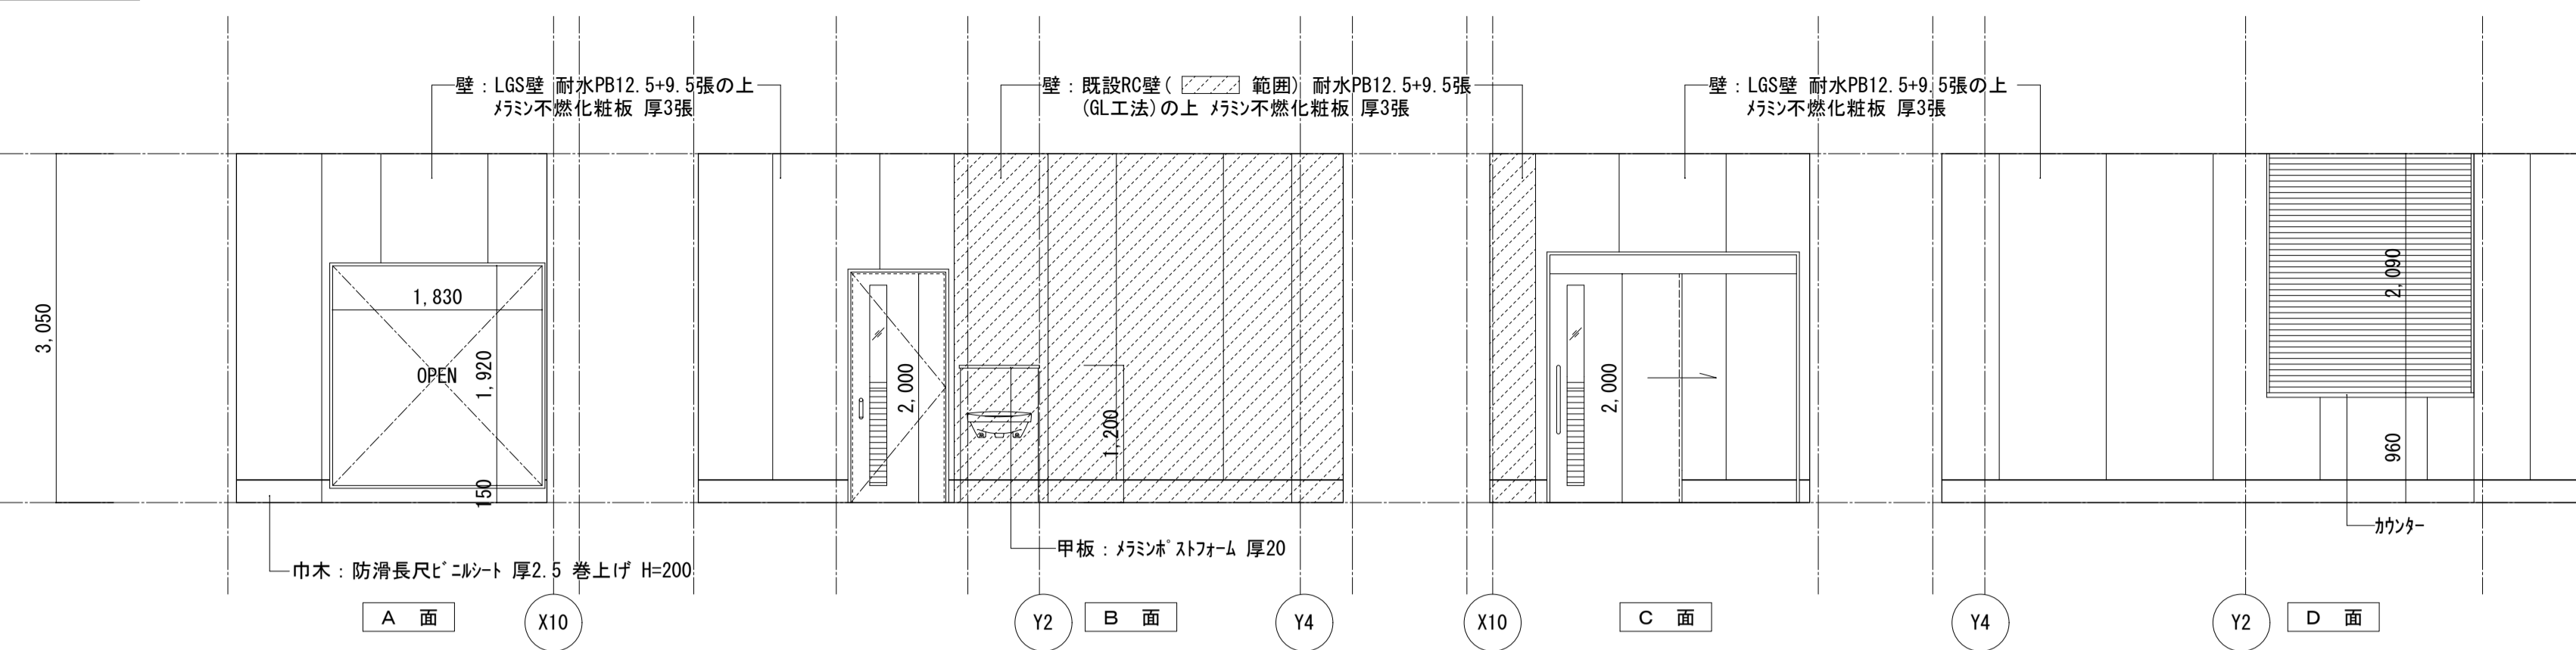 壁：LGS壁 耐水PB12.5+9.5張の上
ﾒﾗﾐﾝ不燃化粧板 厚3張
壁：既設RC壁( 範囲) 耐水PB12.5+9.5張
(GL工法)の上 ﾒﾗﾐﾝ不燃化粧板 厚3張
壁：LGS壁 耐水PB12.5+9.5張の上
ﾒﾗﾐﾝ不燃化粧板 厚3張
3,050
1,830
OPEN
1,920
150
2,000
1,200
2,000
2,090
960
カウンター
甲板：ﾒﾗﾐﾝﾎﾟｽﾄﾌｫｰﾑ 厚20
巾木：防滑長尺ﾋﾞﾆﾙｼｰﾄ 厚2.5 巻上げ H=200
A 面
X10
Y2
B 面
Y4
X10
C 面
Y4
Y2
D 面